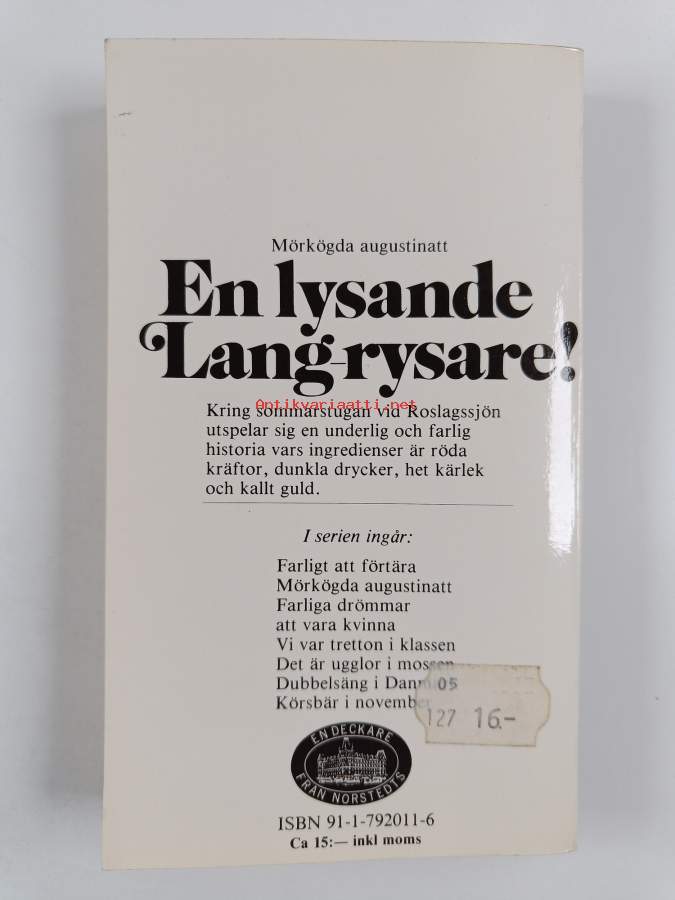 Mörkögda augustinatt
En lysande
Lang-rysare!
Antikvariaatti.net
Kring sommarstugan vid Roslagssjön
utspelar sig en underlig och farlig
historia vars ingredienser är röda
kräftor, dunkla drycker, het kärlek
och kallt guld.
I serien ingår:
Farligt att förtära
Mörkögda augustinatt
Farliga drömmar
att vara kvinna
Vi var tretton i klassen
Det är ugglor i mossen
Dubbelsäng i
05
Körsbär i november
127 16.-
EN DECKARE
FRÅN NORSTEDTS
ISBN 91-1-792011-6
Ca 15:— inkl moms